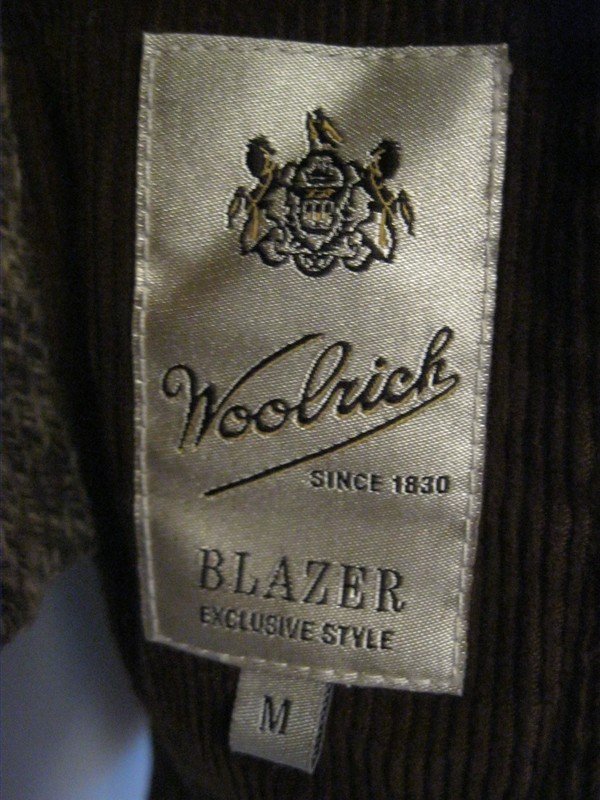 Woolrich
SINCE 1830
BLAZER
EXCLUSIVE STYLE
M